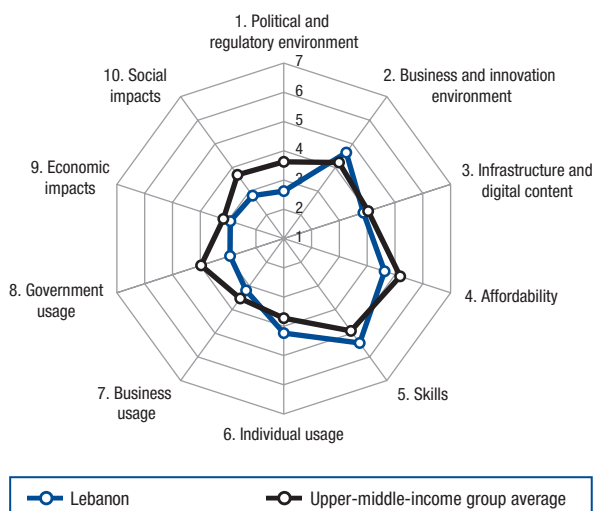 1. Political and
regulatory environment
2. Business and innovation
environment
3. Infrastructure and
digital content
4. Affordability
5. Skills
6. Individual usage
7. Business
usage
8. Government
usage
9. Economic
impacts
10. Social
impacts
7
6
5
4
3
2
1
Lebanon
Upper-middle-income group average